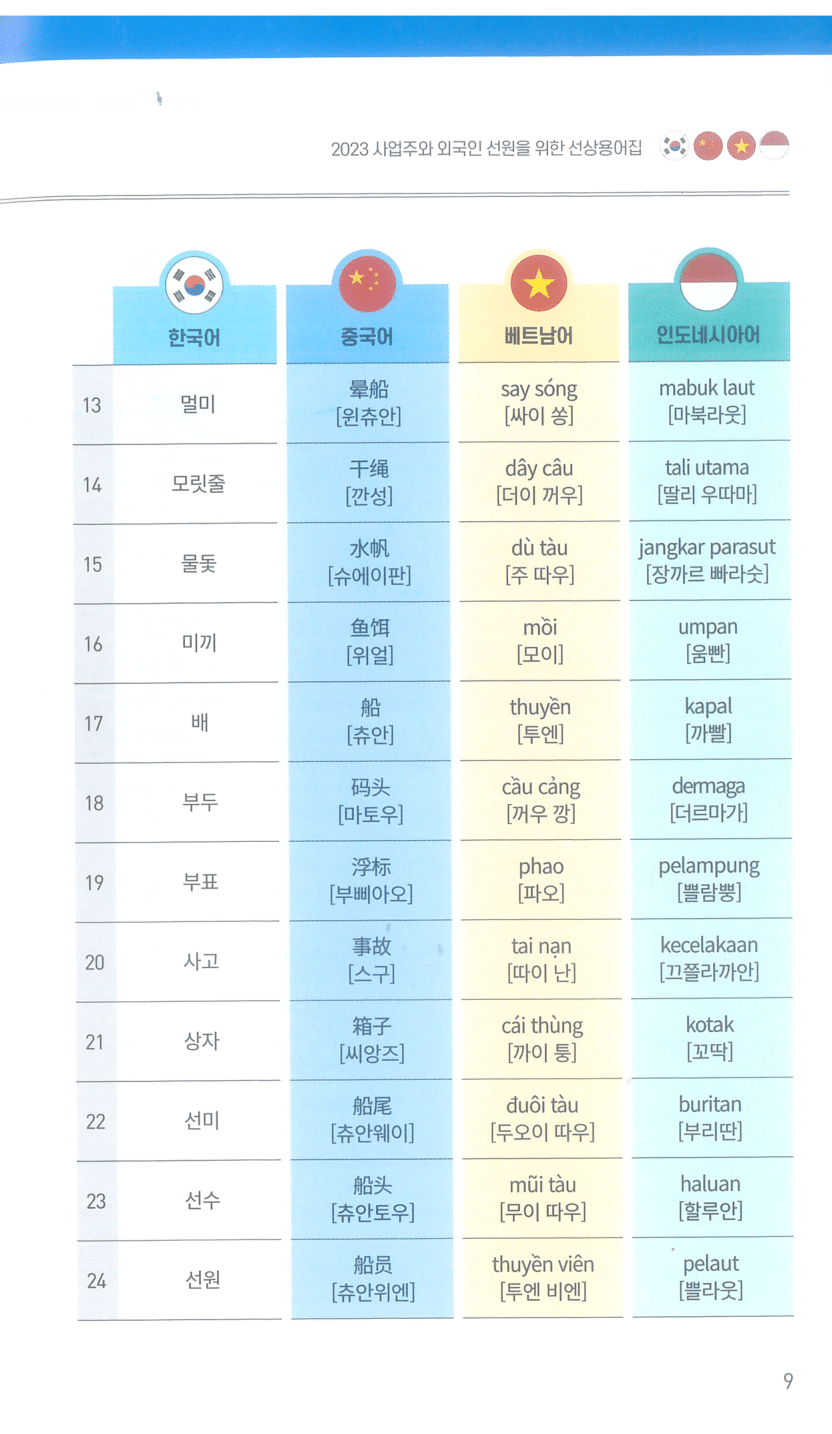 2023 사업주와 외국인 선원을 위한 선상용어집
한국어 중국어 베트남어 인도네시아어
13 멀미 晕船 [윈츄안] say sóng [싸이 쏭] mabuk laut [마북라웃]
14 모릿줄 干绳 [깐성] dây câu [더이 꺼우] tali utama [딸리 우따마]
15 물돛 水帆 [슈에이판] dù tàu [주 따우] jangkar parasut [장까르 빠라숫]
16 미끼 鱼饵 [위얼] mồi [모이] umpan [움빤]
17 배 船 [츄안] thuyền [투엔] kapal [까빨]
18 부두 码头 [마토우] cầu cảng [꺼우 깡] dermaga [더르마가]
19 부표 浮标 [부삐아오] phao [파오] pelampung [쁠람뿡]
20 사고 事故 [스구] tai nạn [따이 난] kecelakaan [끄쯜라까안]
21 상자 箱子 [씨앙즈] cái thùng [까이 퉁] kotak [꼬딱]
22 선미 船尾 [츄안웨이] đuôi tàu [두오이 따우] buritan [부리딴]
23 선수 船头 [츄안토우] mũi tàu [무이 따우] haluan [할루안]
24 선원 船员 [츄안위엔] thuyền viên [투엔 비엔] pelaut [쁠라웃]
9